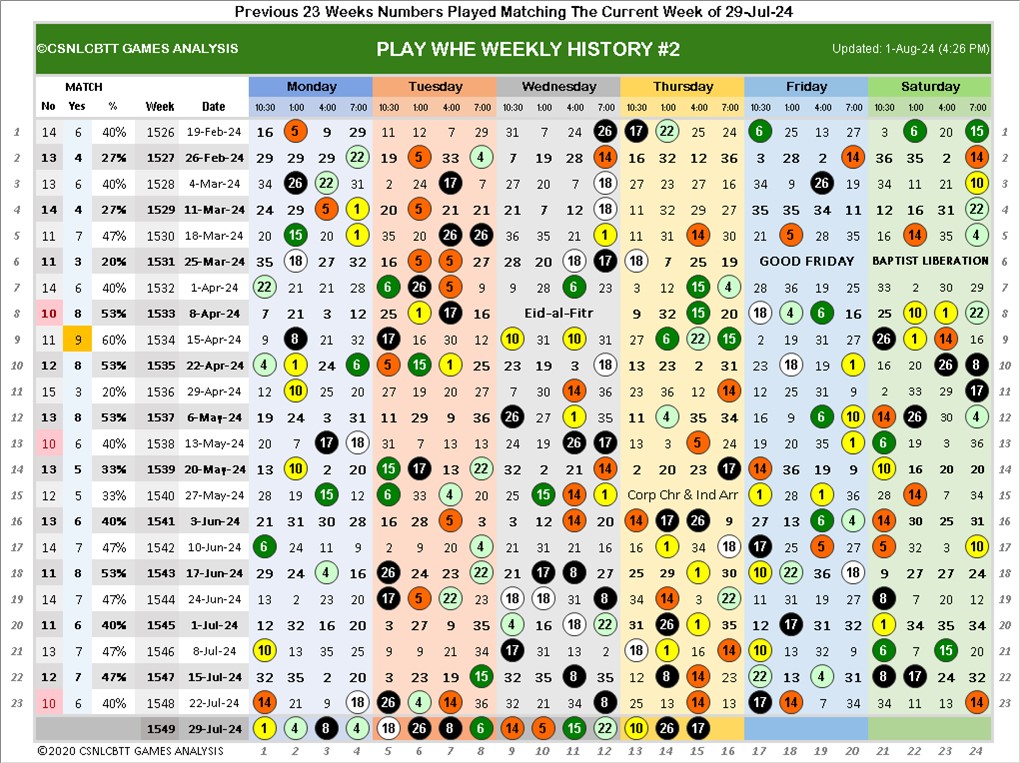 Previous 23 Weeks Numbers Played Matching The Current Week of 29-Jul-24
©CSNLCBTT GAMES ANALYSIS PLAY WHE WEEKLY HISTORY #2 Updated: 1-Aug-24 (4:26 PM)
MATCH Monday Tuesday Wednesday Thursday Friday Saturday
No Yes % Week Date 10:30 1:00 4:00 7:00 10:30 1:00 4:00 7:00 10:30 1:00 4:00 7:00 10:30 1:00 4:00 7:00 10:30 1:00 4:00 7:00 10:30 1:00 4:00 7:00
1 14 6 40% 1526 19-Feb-24 16 5 9 29 11 12 7 29 31 7 24 26 17 22 25 24 6 25 13 27 3 22 20 15 1
2 13 4 27% 1527 26-Feb-24 29 29 29 22 19 5 33 4 7 19 28 14 16 32 12 36 3 28 2 14 36 35 2 14 2
3 13 6 40% 1528 4-Mar-24 34 26 22 31 2 24 17 7 27 20 7 18 27 23 27 16 34 9 26 19 34 11 21 10 3
4 14 4 27% 1529 11-Mar-24 24 29 5 1 20 5 21 21 21 7 12 18 11 32 29 27 35 35 34 11 12 16 31 22 4
5 11 7 47% 1530 18-Mar-24 20 15 20 1 35 20 26 26 36 35 21 1 11 31 14 30 21 5 28 35 16 14 35 4 5
6 11 3 20% 1531 25-Mar-24 35 18 27 32 16 5 5 27 28 20 18 17 18 7 25 19 GOOD FRIDAY BAPTIST LIBERATION 6
7 14 6 40% 1532 1-Apr-24 22 21 21 28 6 26 5 9 11 28 6 11 3 12 15 4 28 36 19 25 33 2 30 29 7
8 10 8 53% 1533 8-Apr-24 7 21 3 12 25 1 17 16 Eid-al-Fitr 9 32 15 20 18 4 6 16 25 10 1 22 8
9 11 9 60% 1534 15-Apr-24 9 8 21 32 17 16 30 12 10 31 10 31 27 6 22 15 2 19 31 9 26 1 14 16 9
10 12 8 53% 1535 22-Apr-24 4 1 24 6 5 15 1 25 23 19 3 18 13 23 2 31 23 18 19 1 16 20 26 8 10
11 15 3 20% 1536 29-Apr-24 12 10 25 20 27 19 20 27 7 30 14 11 23 36 12 14 12 25 31 9 2 33 29 17 11
12 13 8 53% 1537 6-May-24 19 24 3 31 11 29 9 36 26 27 1 35 11 4 35 34 16 9 6 10 14 26 30 4 12
13 10 6 40% 1538 13-May-24 20 7 17 18 31 7 13 13 24 19 26 17 13 3 5 24 19 20 35 1 6 19 3 36 13
14 13 5 33% 1539 20-May-24 13 10 2 20 15 17 13 22 32 2 21 14 2 20 23 17 14 36 19 9 10 16 20 20 14
15 12 5 33% 1540 27-May-24 28 19 15 12 6 33 4 20 25 15 14 1 Corp Chr & Ind Arr 1 28 1 20 28 14 7 34 15
16 13 6 40% 1541 3-Jun-24 21 31 30 28 16 28 5 3 3 12 14 20 14 17 26 9 27 13 6 4 14 30 25 31 16
17 14 7 47% 1542 10-Jun-24 6 24 11 9 2 9 20 4 21 31 21 16 16 1 34 18 17 25 5 27 5 32 3 10 17
18 11 8 53% 1543 17-Jun-24 29 24 4 16 26 24 23 22 11 17 8 27 25 29 1 30 10 22 36 18 9 27 27 24 18
19 14 7 47% 1544 24-Jun-24 13 2 23 20 17 5 22 23 18 18 31 8 34 14 3 22 11 31 19 27 8 7 20 12 19
20 11 6 40% 1545 1-Jul-24 12 32 16 20 3 27 9 35 4 16 18 22 31 26 1 35 12 17 31 32 1 34 35 34 20
21 13 7 47% 1546 8-Jul-24 10 13 35 25 9 9 21 23 17 31 13 2 18 1 16 14 10 13 32 9 6 7 15 20 21
22 12 7 47% 1547 15-Jul-24 32 35 2 20 3 23 19 15 32 35 8 35 12 8 14 23 22 13 4 31 8 17 24 32 22
23 10 6 40% 1548 22-Jul-24 14 21 9 18 26 4 14 36 32 21 34 8 25 13 14 13 17 14 7 34 34 11 13 14 23
1549 29-Jul-24 1 4 8 4 18 26 8 6 14 5 15 22 10 26 17
©2020 CSNLCBTT GAMES ANALYSIS 1 2 3 4 5 6 7 8 9 10 11 12 13 14 15 16 17 18 19 20 21 22 23 24